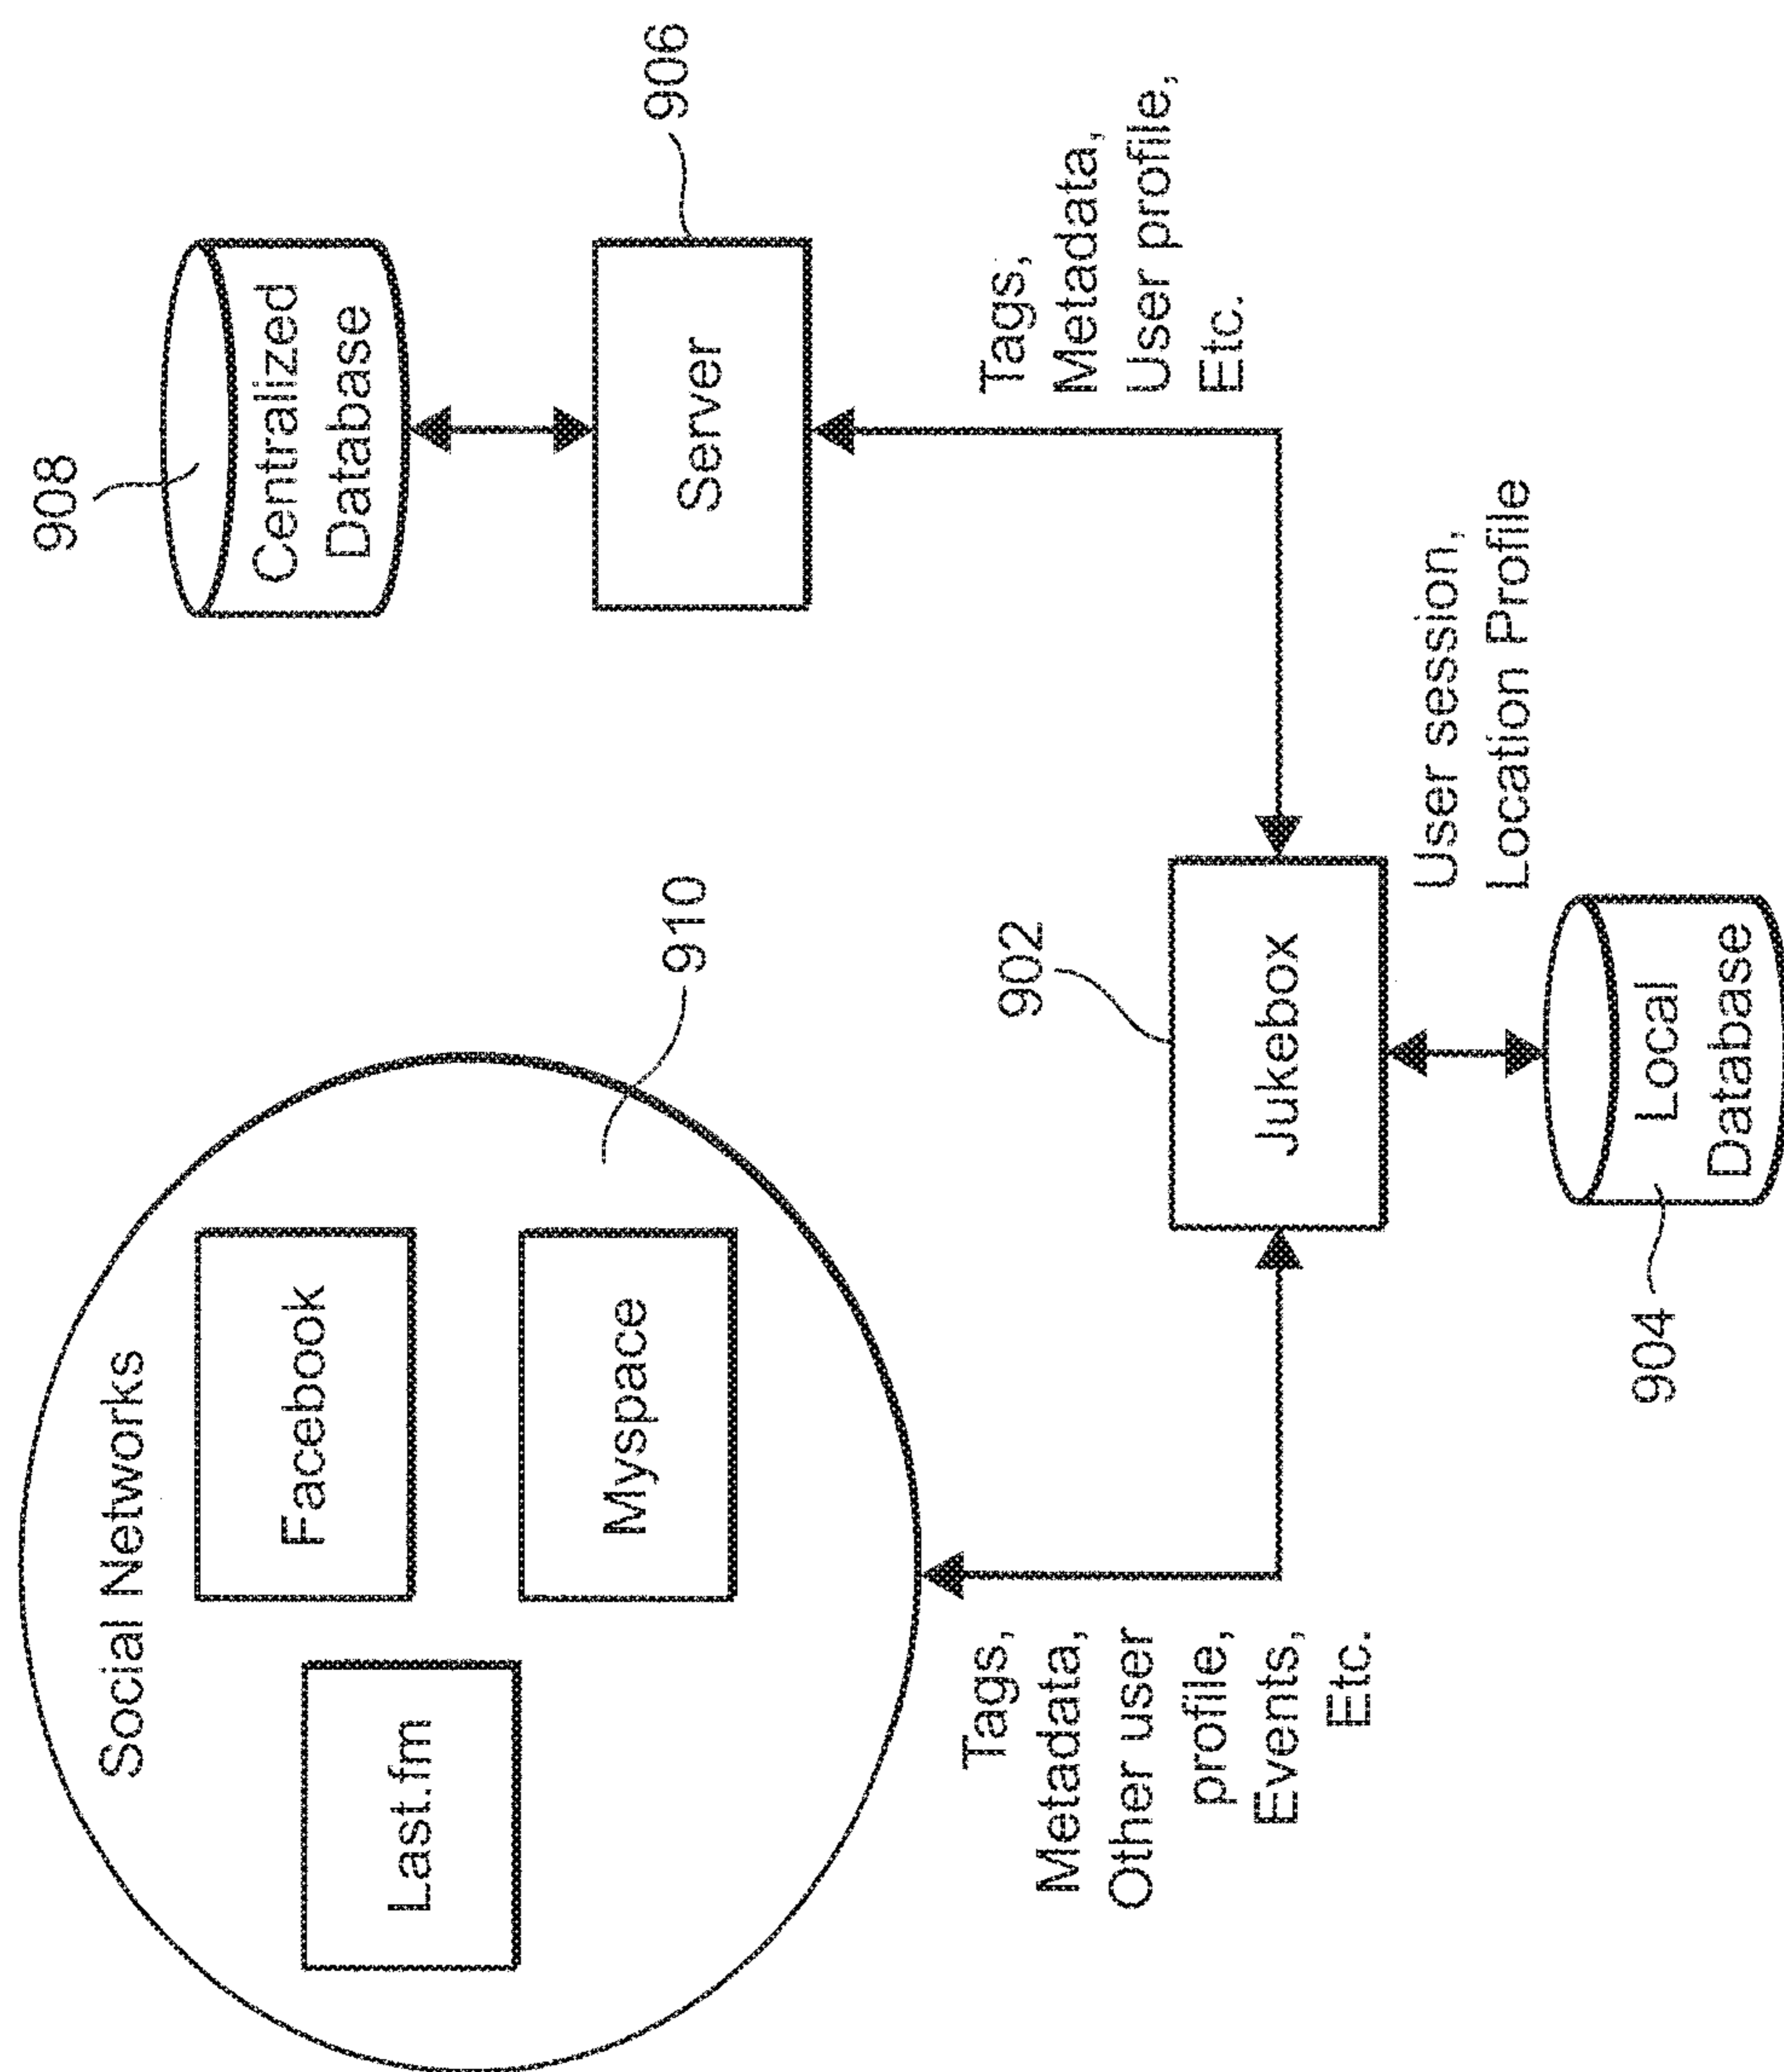 Social Networks
Last.fm
Facebook
Myspace
910
Tags,
Metadata,
Other user
profile,
Events,
Etc.
908
Centralized
Database
906
Server
Tags,
Metadata,
User profile,
Etc.
902
Jukebox
User session,
Location Profile
904
Local
Database